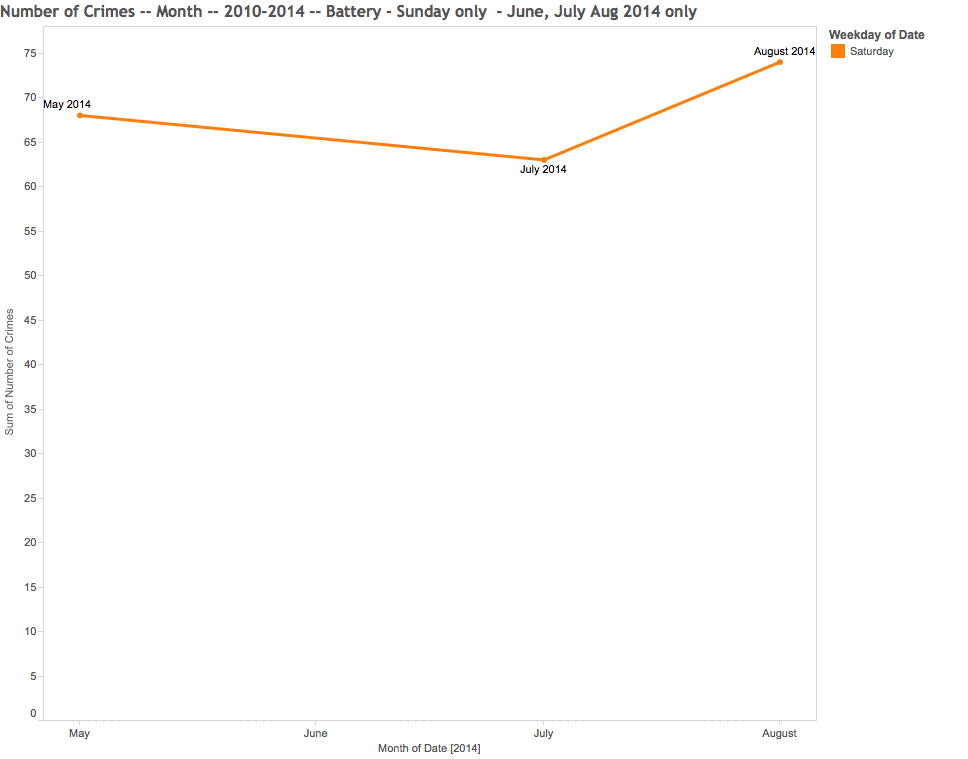 Number of Crimes -- Month -- 2010-2014 -- Battery - Sunday only  - June, July Aug 2014 only
Weekday of Date
Saturday
August 2014
May 2014
July 2014
75
70
65
60
55
50
45
40
35
30
25
20
15
10
5
0
Sum of Number of Crimes
May June July August
Month of Date [2014]